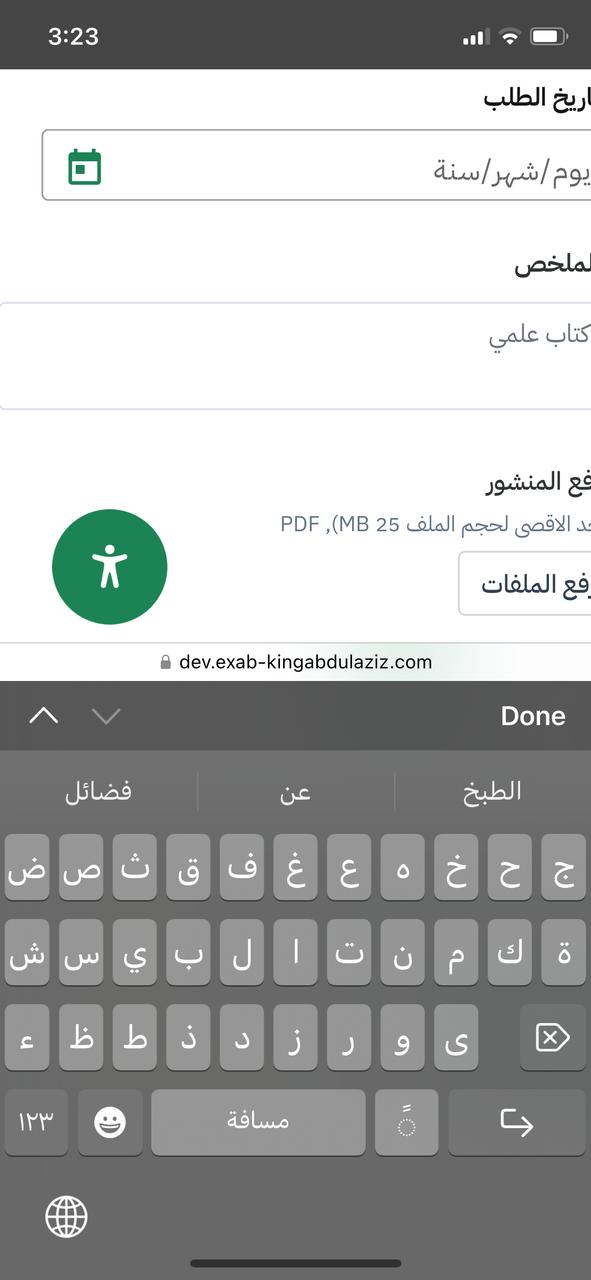 3:23
اريخ الطلب
يوم/شهر/سنة
لملخص
كتاب علمي
فع المنشور
حد الاقصى لحجم الملف 25 MB), PDF
فع الملفات
dev.exab-kingabdulaziz.com
Done
الطبخ
عن
فضائل
ج ح خ ه ع غ ف ق ث ص ض
ة ك م ن ت ا ل ب ي س ش
ى و ر ز د ذ ط ظ ء
١٢٣
مسافة